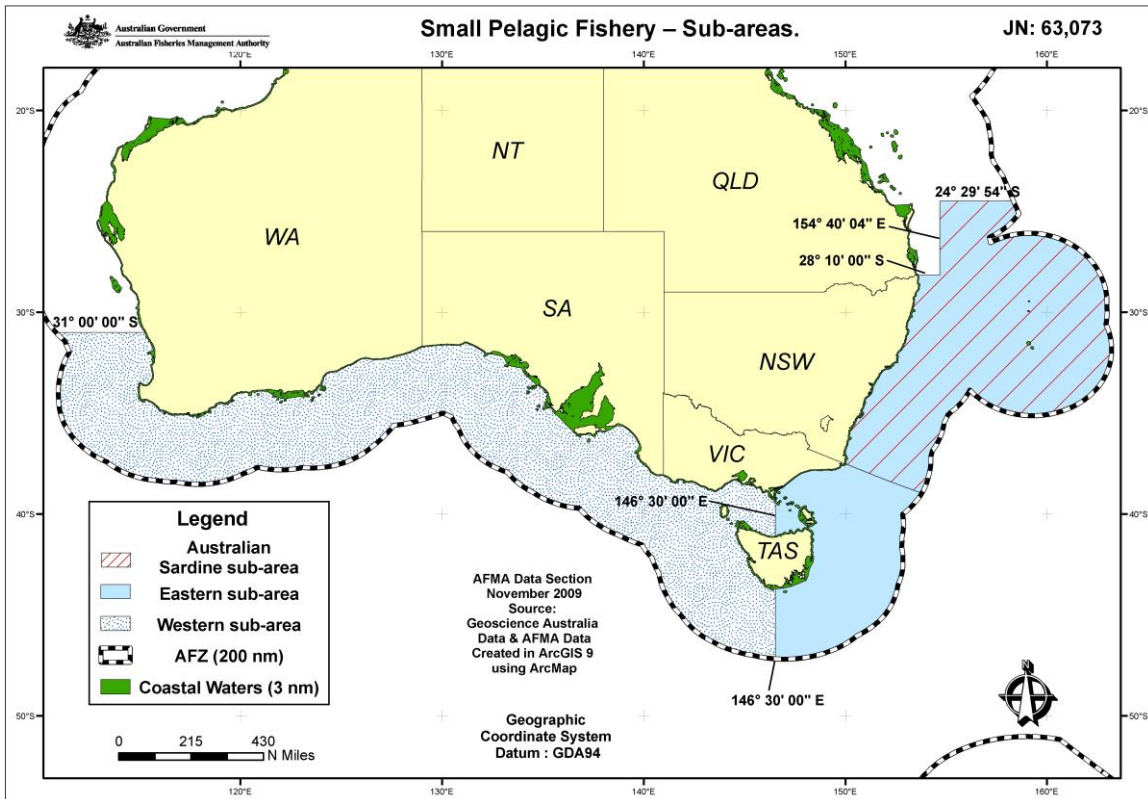 Australian Government
Australian Fisheries Management Authority
Small Pelagic Fishery – Sub-areas.
JN: 63,073
120°E
130°E
140°E
150°E
160°E
20°S
20°S
NT
QLD
WA
24° 29' 54" S
154° 40' 04" E
28° 10' 00" S
SA
30°S
31° 00' 00" S
30°S
NSW
VIC
146° 30' 00" E
40°S
40°S
TAS
Legend
Australian
Sardine sub-area
Eastern sub-area
Western sub-area
AFZ (200 nm)
Coastal Waters (3 nm)
AFMA Data Section
November 2009
Source:
Geoscience Australia
Data & AFMA Data
Created in ArcGIS 9
using ArcMap
146° 30' 00" E
N
50°S
50°S
Geographic
Coordinate System
Datum : GDA94
0 215 430
N Miles
120°E
130°E
140°E
150°E
160°E